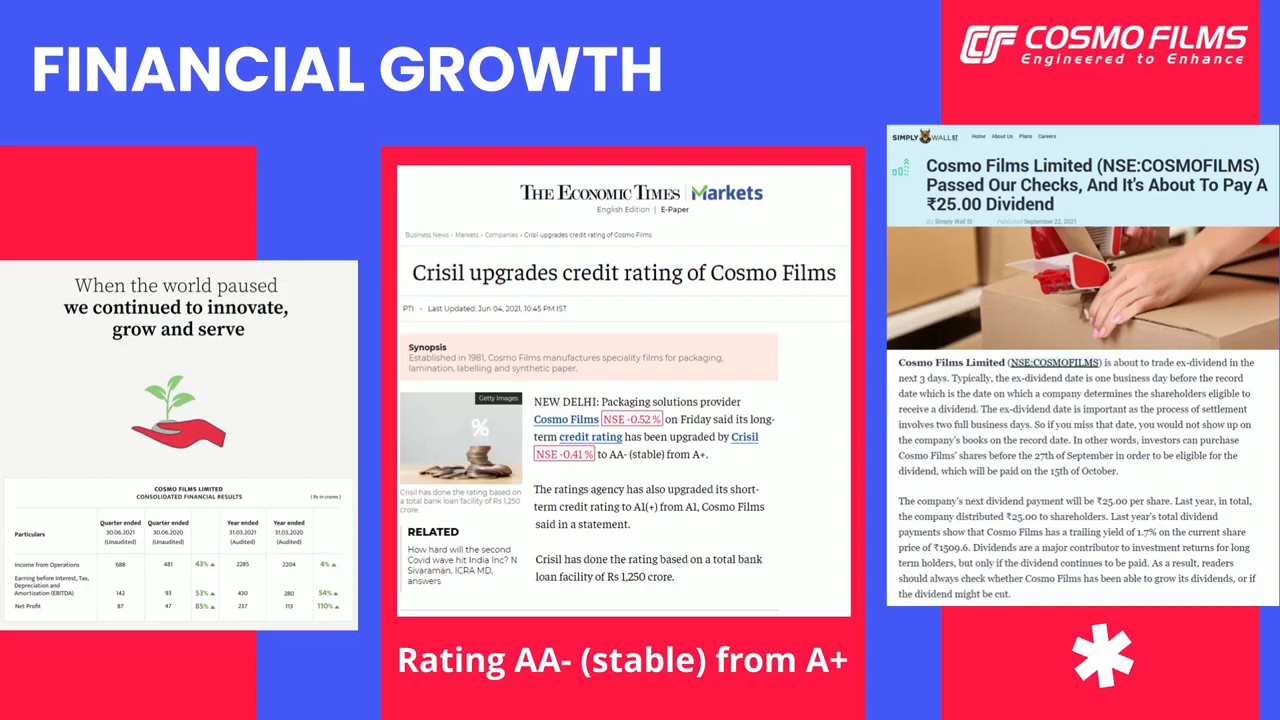 FINANCIAL GROWTH
CF COSMO FILMS
Engineered to Enhance
When the world paused
we continued to innovate,
grow and serve
COSMO FILMS LIMITED
CONSOLIDATED FINANCIAL RESULTS
( Rs in crores )
Particulars Quarter ended 30.06.2021 (Unaudited) Quarter ended 30.06.2020 (Unaudited) Year ended 31.03.2021 (Audited) Year ended 31.03.2020 (Audited)
Income from Operations 688 481 43% ▲ 2285 2204 4% ▲
Earning before Interest, Tax,
Depreciation and
Amortization (EBITDA) 142 93 53% ▲ 430 280 54% ▲
Net Profit 87 47 85% ▲ 237 113 110% ▲
THE ECONOMIC TIMES | Markets
English Edition | E-Paper
Business News › Markets › Companies › Crisil upgrades credit rating of Cosmo Films
Crisil upgrades credit rating of Cosmo Films
PTI • Last Updated: Jun 04, 2021, 10:45 PM IST
Synopsis
Established in 1981, Cosmo Films manufactures speciality films for packaging,
lamination, labelling and synthetic paper.
Getty Images
%
Crisil has done the rating based on
a total bank loan facility of Rs 1,250
crore.
RELATED
How hard will the second
Covid wave hit India Inc? N
Sivaraman, ICRA MD,
answers
NEW DELHI: Packaging solutions provider
Cosmo Films NSE -0.52 % on Friday said its long-
term credit rating has been upgraded by Crisil
NSE -0.41 % to AA- (stable) from A+.
The ratings agency has also upgraded its short-
term credit rating to A1(+) from A1, Cosmo Films
said in a statement.
Crisil has done the rating based on a total bank
loan facility of Rs 1,250 crore.
Rating AA- (stable) from A+
SIMPLY WALL ST
Home About Us Plans Careers
Cosmo Films Limited (NSE:COSMOFILMS)
Passed Our Checks, And It's About To Pay A
₹25.00 Dividend
By Simply Wall St Published September 22, 2021
Cosmo Films Limited (NSE:COSMOFILMS) is about to trade ex-dividend in the
next 3 days. Typically, the ex-dividend date is one business day before the record
date which is the date on which a company determines the shareholders eligible to
receive a dividend. The ex-dividend date is important as the process of settlement
involves two full business days. So if you miss that date, you would not show up on
the company's books on the record date. In other words, investors can purchase
Cosmo Films' shares before the 27th of September in order to be eligible for the
dividend, which will be paid on the 15th of October.
The company's next dividend payment will be ₹25.00 per share. Last year, in total,
the company distributed ₹25.00 to shareholders. Last year's total dividend
payments show that Cosmo Films has a trailing yield of 1.7% on the current share
price of ₹1509.6. Dividends are a major contributor to investment returns for long
term holders, but only if the dividend continues to be paid. As a result, readers
should always check whether Cosmo Films has been able to grow its dividends, or if
the dividend might be cut.